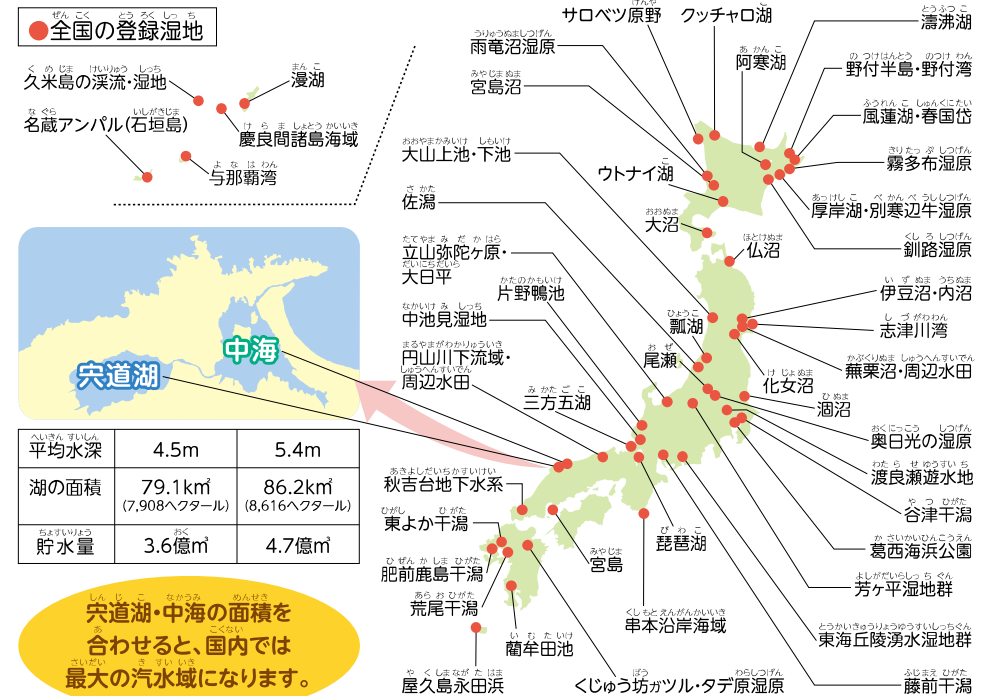 全国の登録湿地
久米島の渓流・湿地
漫湖
名蔵アンパル(石垣島)
慶良間諸島海域
与那覇湾
サロベツ原野
クッチャロ湖
濤沸湖
雨竜沼湿原
阿寒湖
野付半島・野付湾
宮島沼
風蓮湖・春国岱
大山上池・下池
霧多布湿原
ウトナイ湖
佐潟
厚岸湖・別寒辺牛湿原
大沼
釧路湿原
仏沼
立山弥陀ヶ原・
大日平
片野鴨池
伊豆沼・内沼
中池見湿地
瓢湖
志津川湾
円山川下流域・
周辺水田
尾瀬
蕪栗沼・周辺水田
化女沼
三方五湖
涸沼
奥日光の湿原
渡良瀬遊水地
谷津干潟
葛西海浜公園
芳ヶ平湿地群
東海丘陵湧水湿地群
藤前干潟
秋吉台地下水系
東よか干潟
肥前鹿島干潟
荒尾干潟
宮島
琵琶湖
串本沿岸海域
藺牟田池
屋久島永田浜
くじゅう坊ガツル・タデ原湿原
中海
宍道湖
平均水深 4.5m 5.4m
湖の面積 79.1k㎡ 86.2k㎡
(7,908ヘクタール) (8,616ヘクタール)
貯水量 3.6億㎥ 4.7億㎥
宍道湖・中海の面積を
合わせると、国内では
最大の汽水域になります。